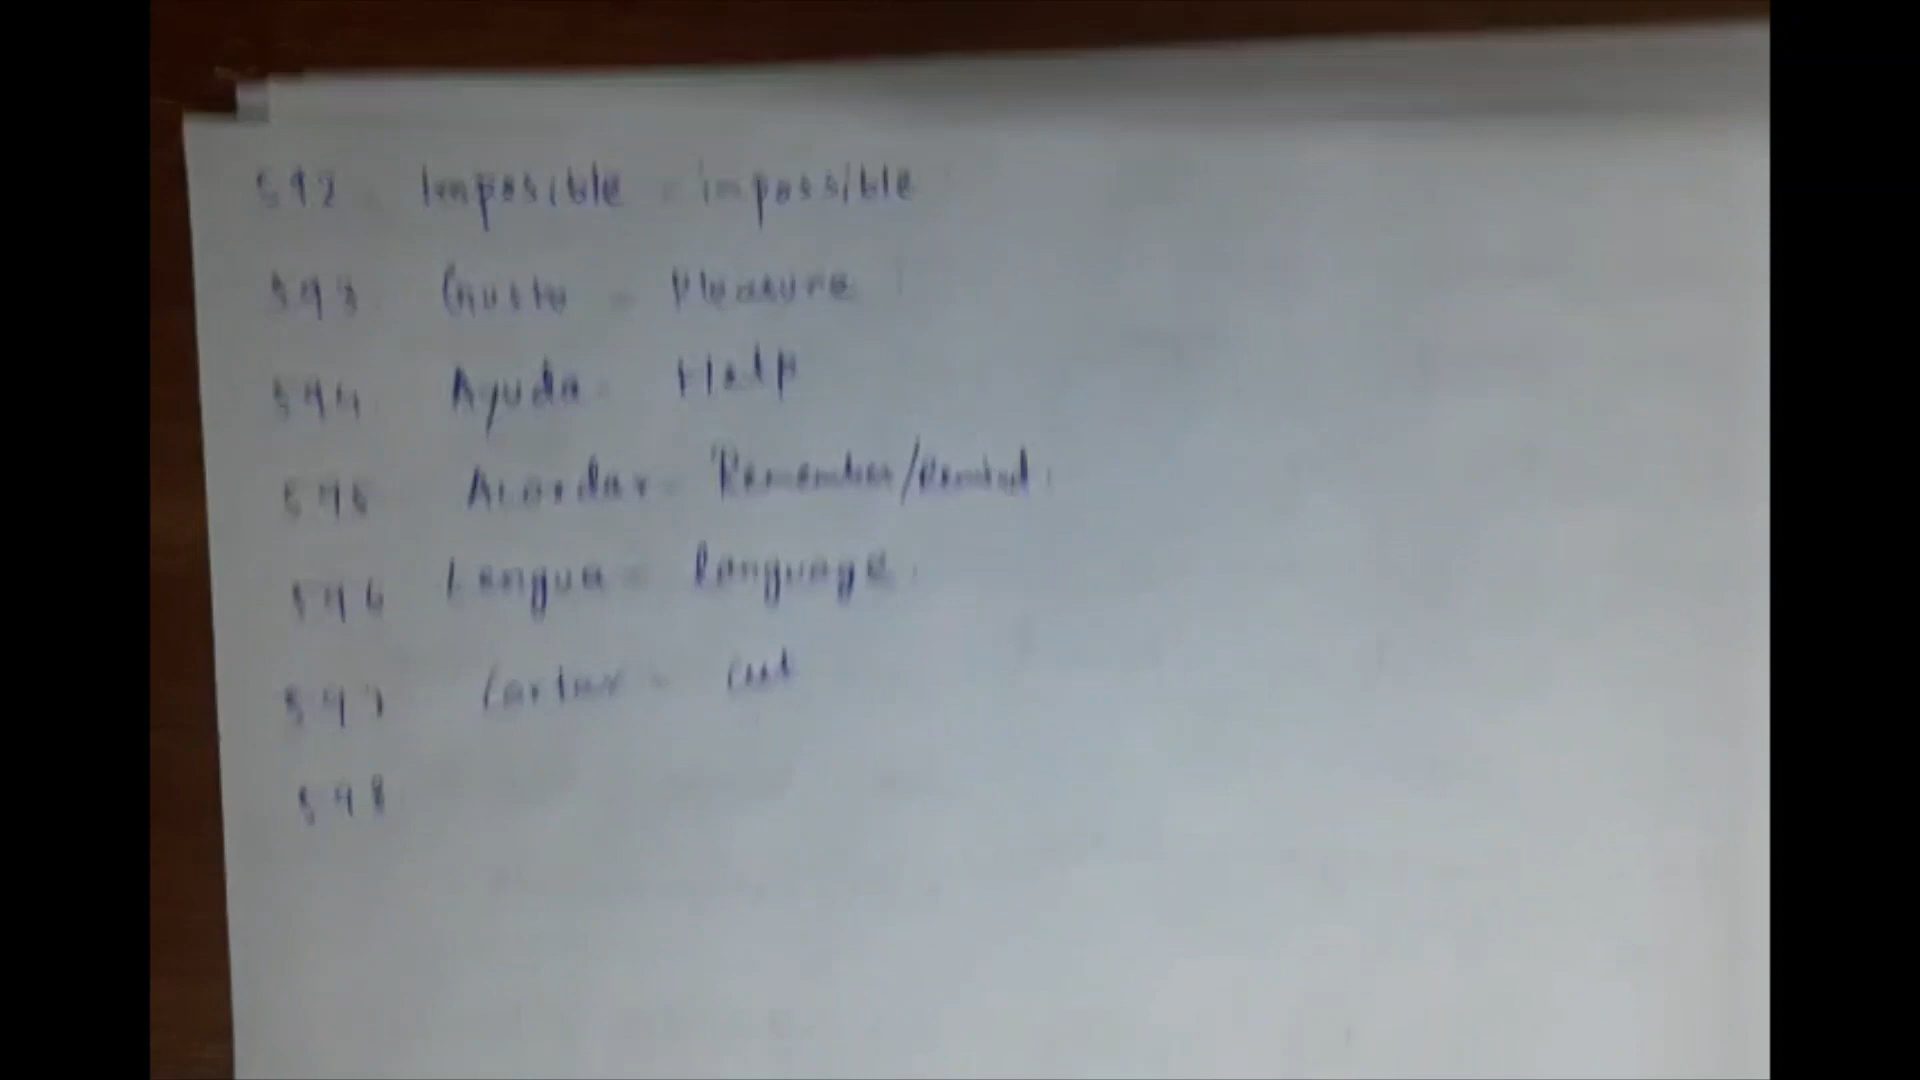 592 Imposible = impossible
593 Gusto = Pleasure
594 Ayuda = Help
595 Acordar = Remember/Remind
596 Lengua = language
597 Cortar = cut
598